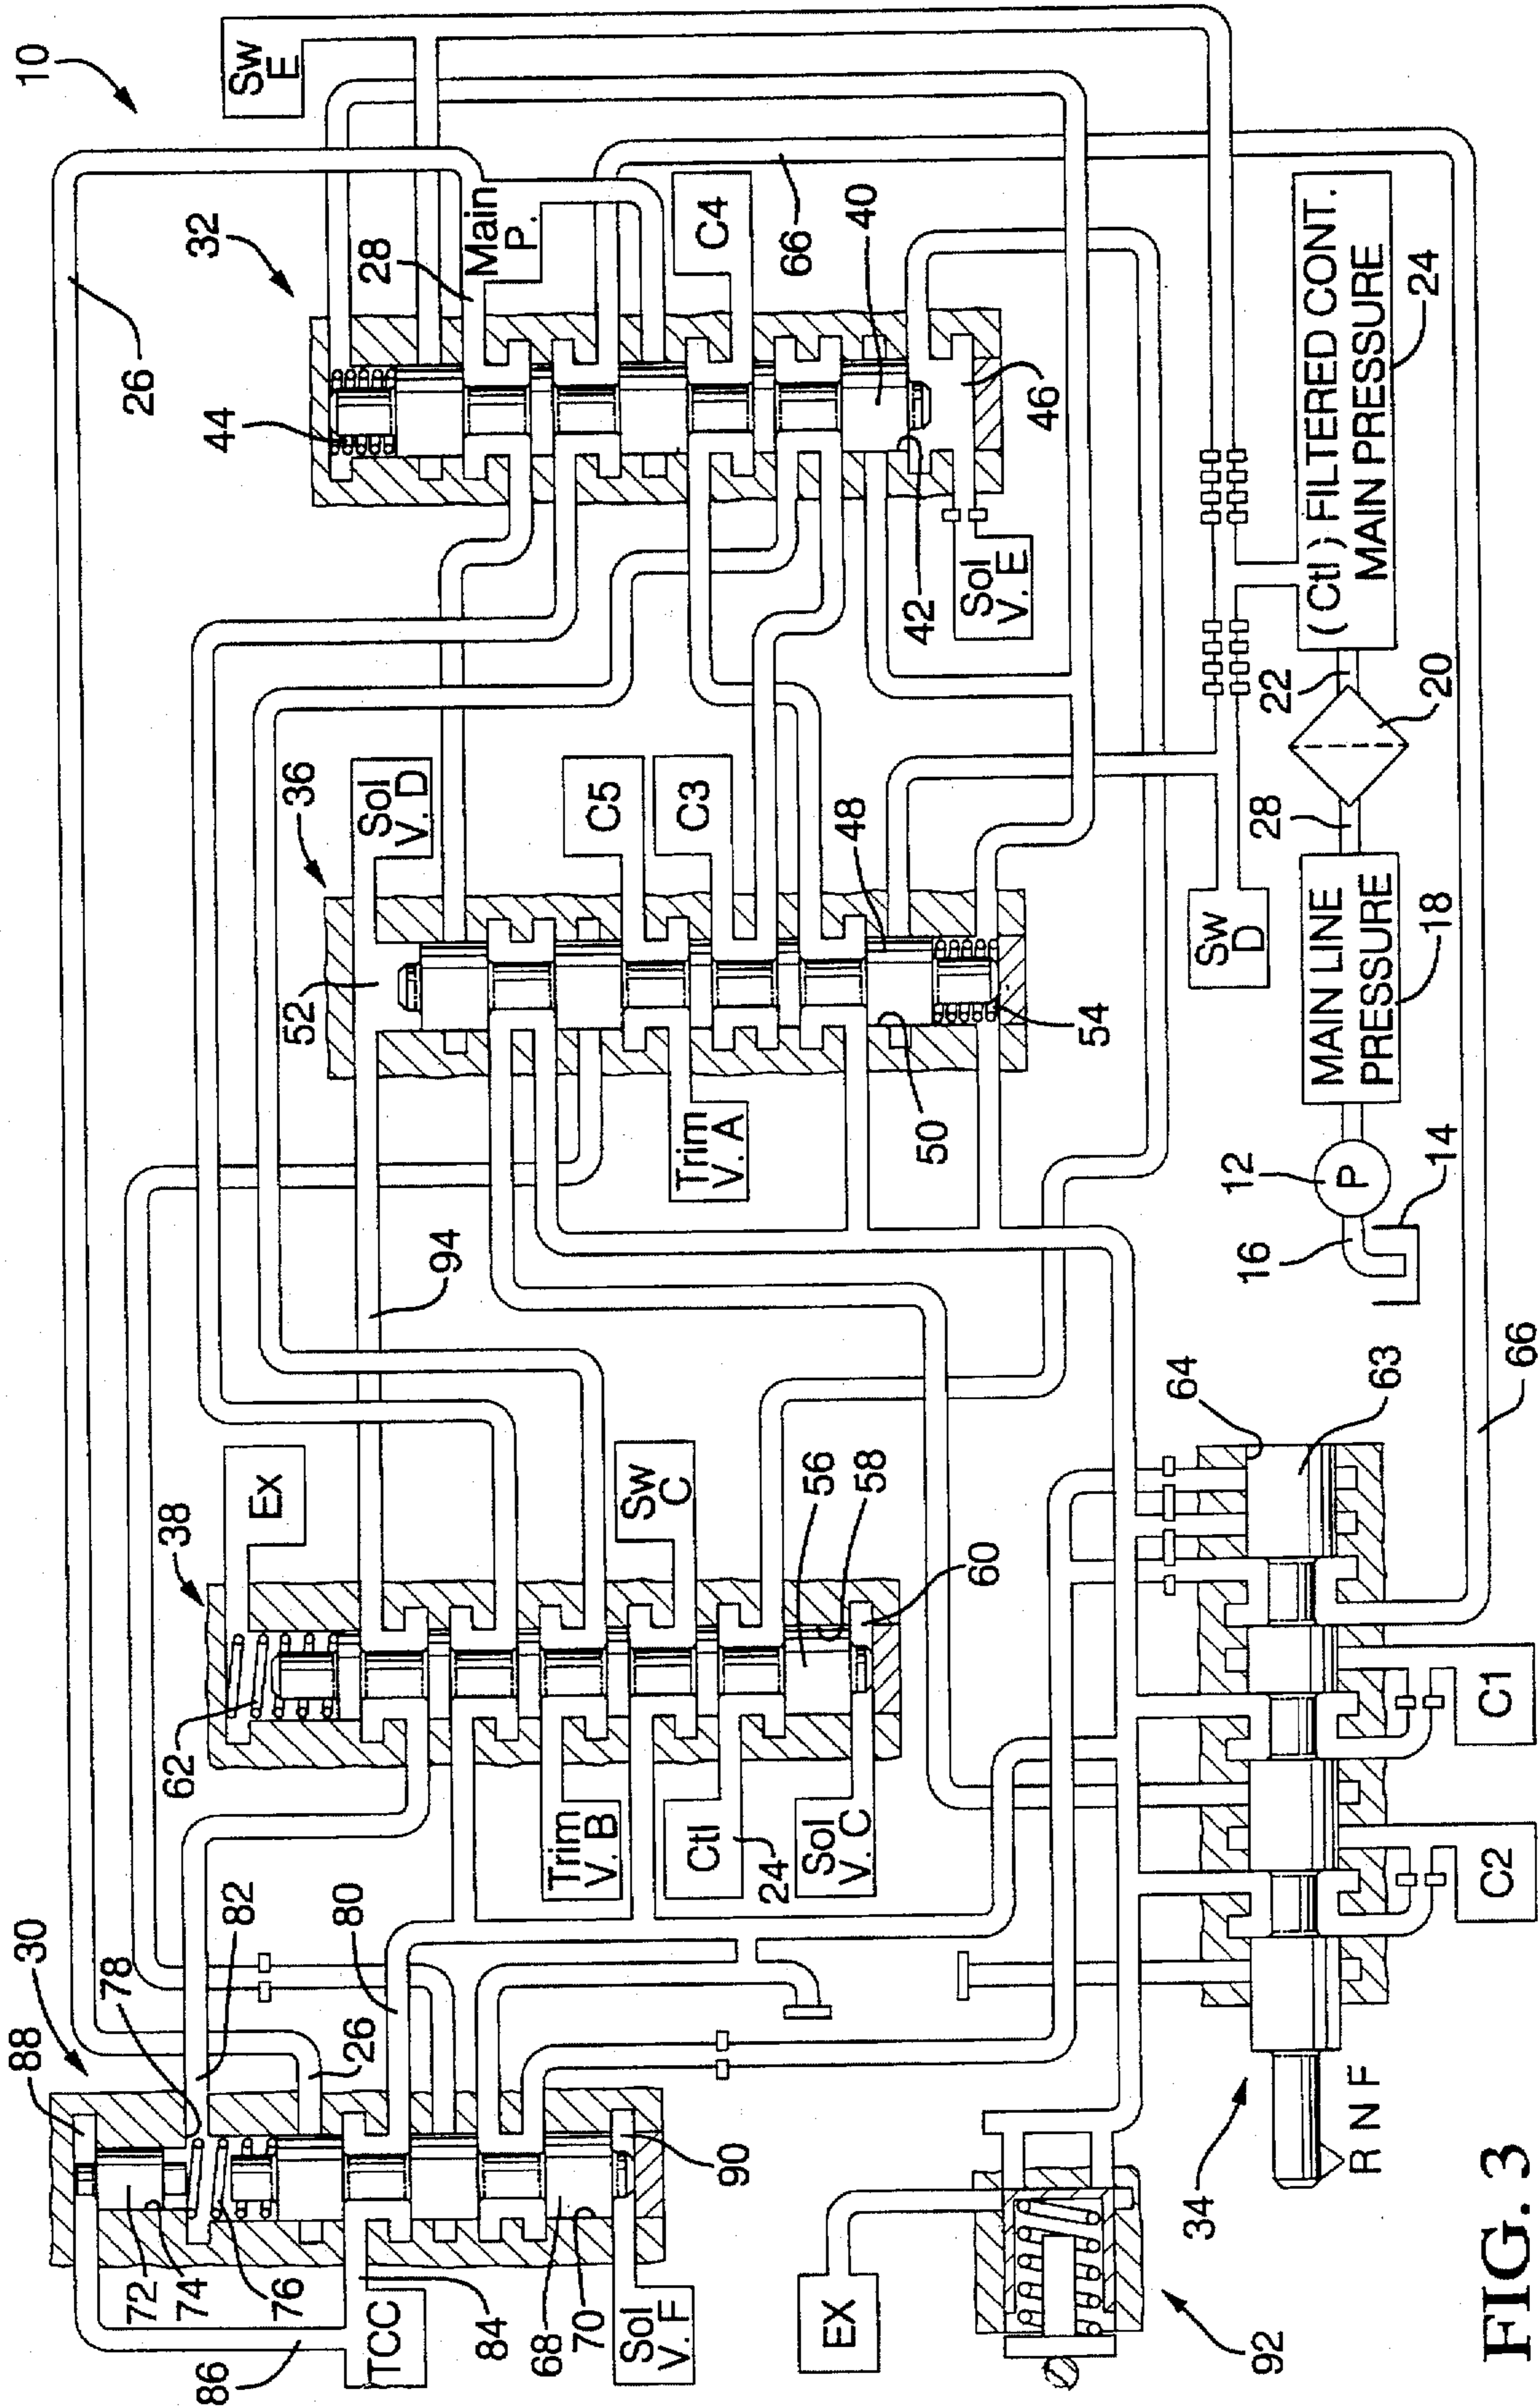 10
Sw
E
26
32
28
Main
P.
44
C4
66
40
46
42
Sol
V. E
( Ctl ) FILTERED CONT.
MAIN PRESSURE
24
22
20
28
MAIN LINE
PRESSURE
18
12
P
14
16
36
Sol
V. D
52
C5
C3
48
54
50
Trim
V. A
Sw
D
94
38
Ex
Sw
C
56
58
60
62
Trim
V. B
Ctl
24
Sol
V. C
64
63
66
C1
C2
30
88
78
82
80
26
72
74
76
86
TCC
84
68
70
Sol
V. F
90
EX
92
34
R N F
FIG. 3